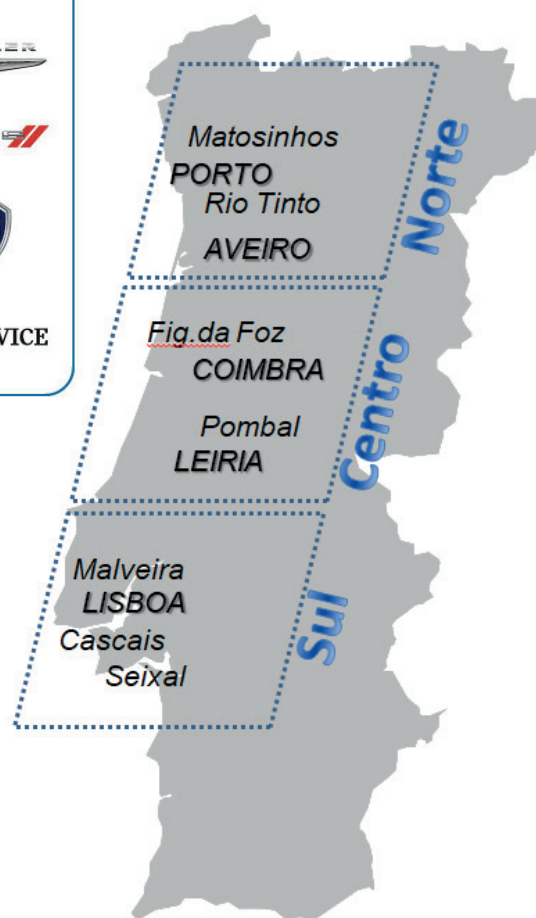 Matosinhos
PORTO
Rio Tinto
AVEIRO
Norte
VICE
Fig.da Foz
COIMBRA
Pombal
LEIRIA
Centro
Malveira
LISBOA
Cascais
Seixal
Sul